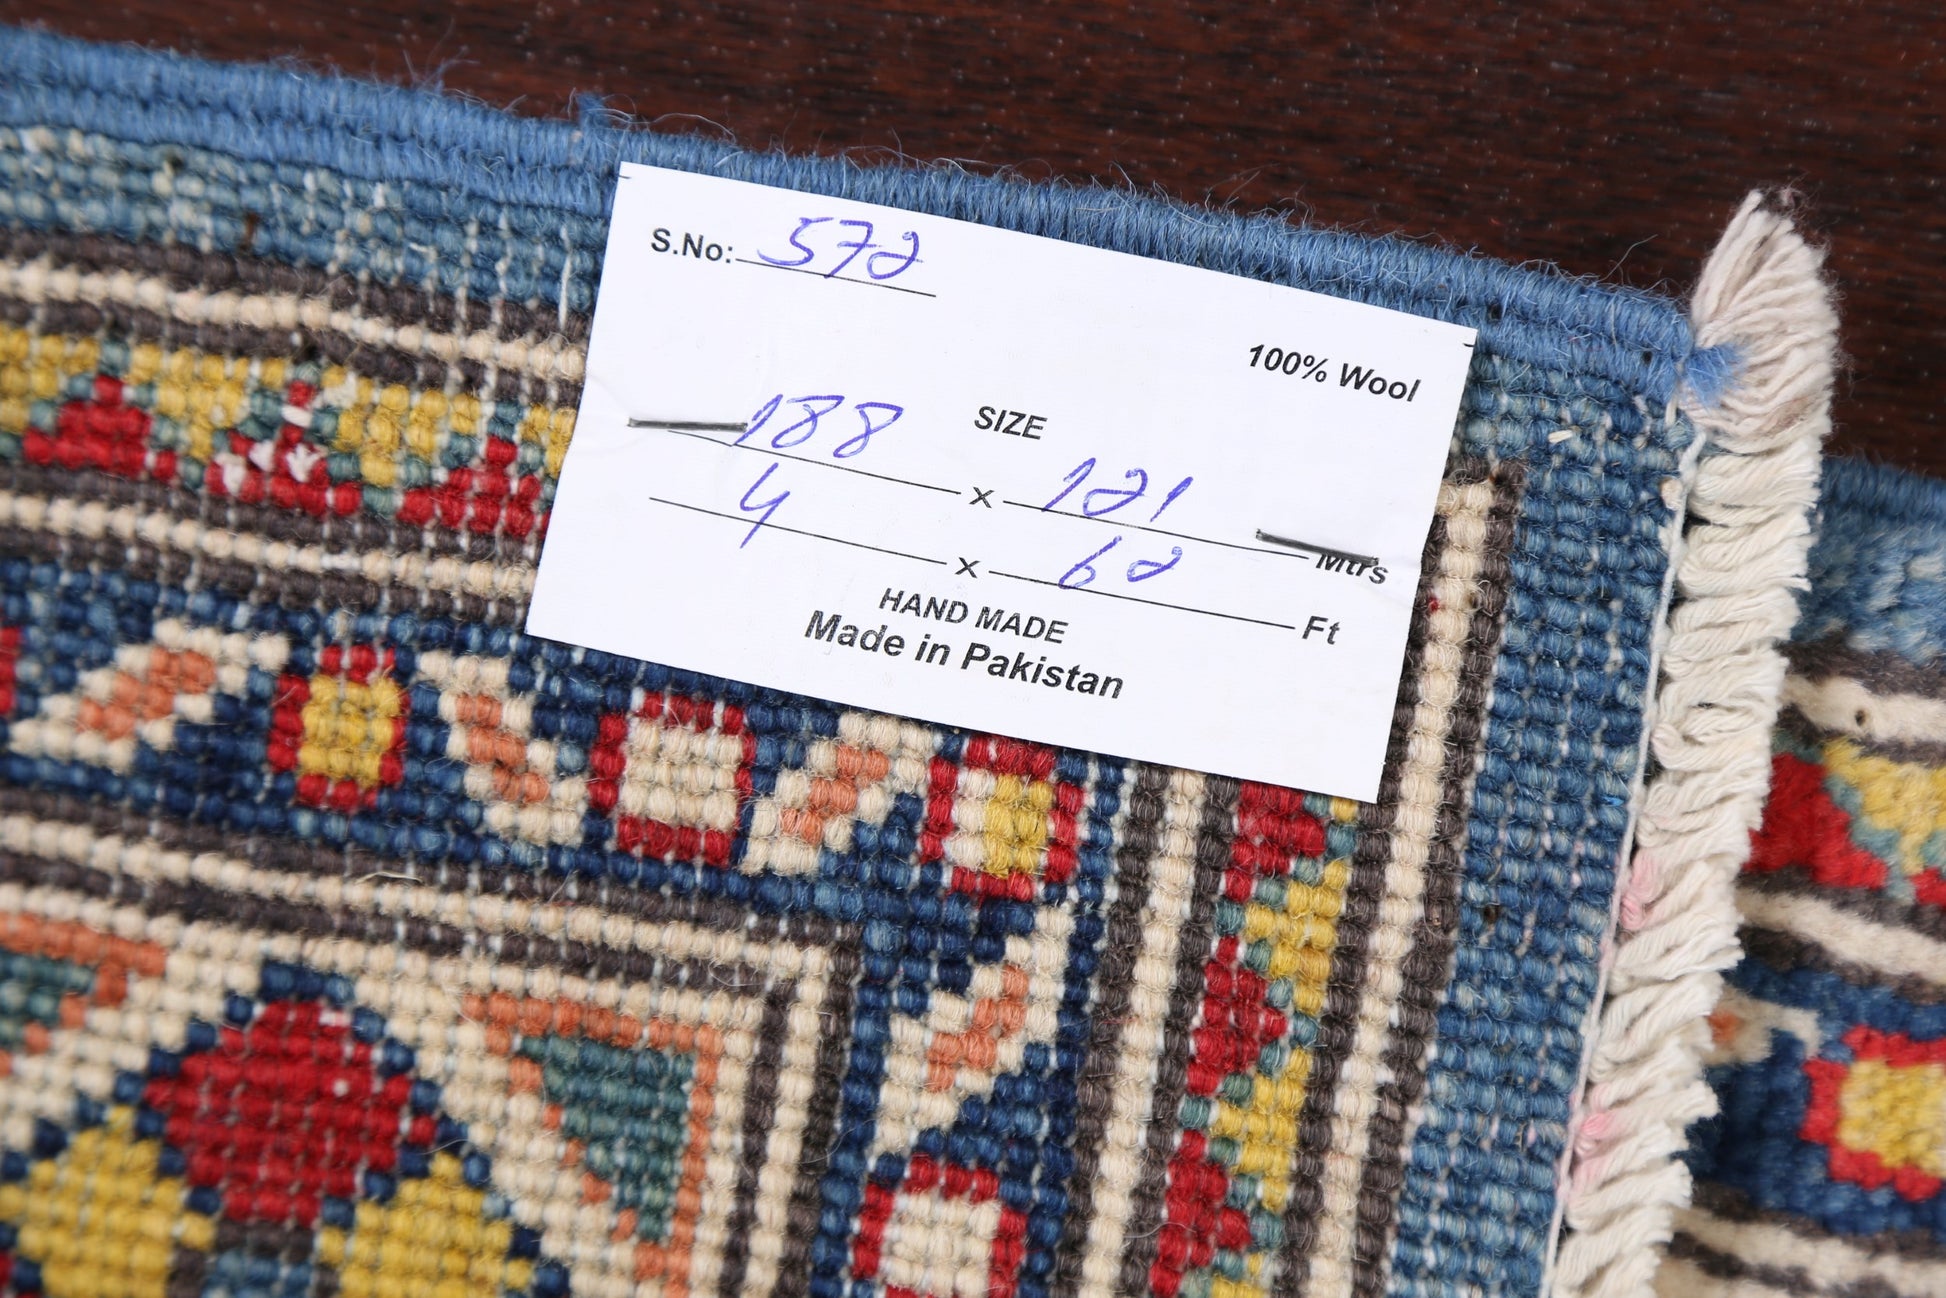 S.No: 572
100% Wool
SIZE
188 x 121 Mtrs
4 x 62 Ft
HAND MADE
Made in Pakistan